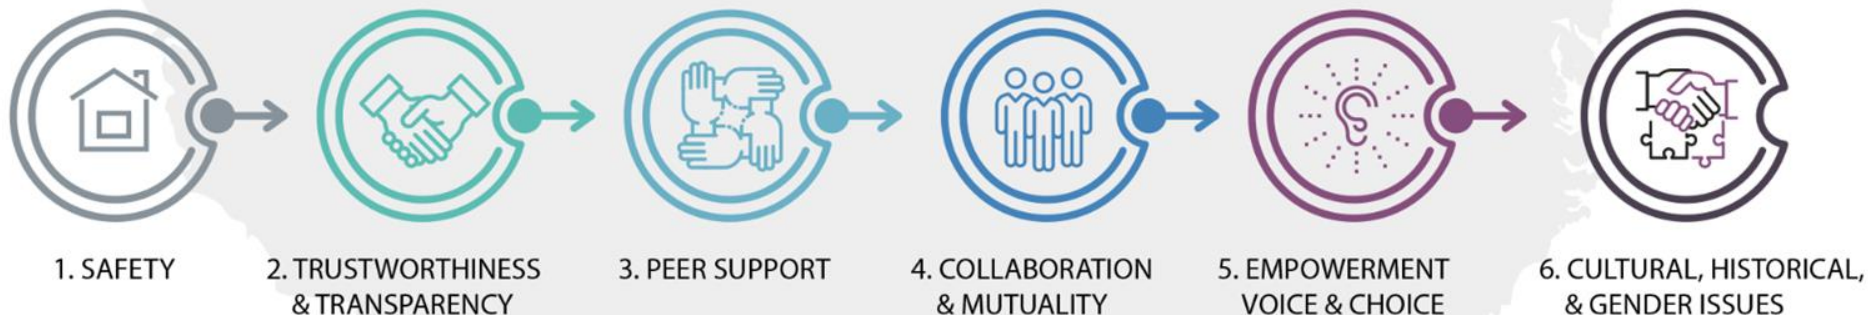 1. SAFETY
2. TRUSTWORTHINESS
& TRANSPARENCY
3. PEER SUPPORT
4. COLLABORATION
& MUTUALITY
5. EMPOWERMENT
VOICE & CHOICE
6. CULTURAL, HISTORICAL,
& GENDER ISSUES